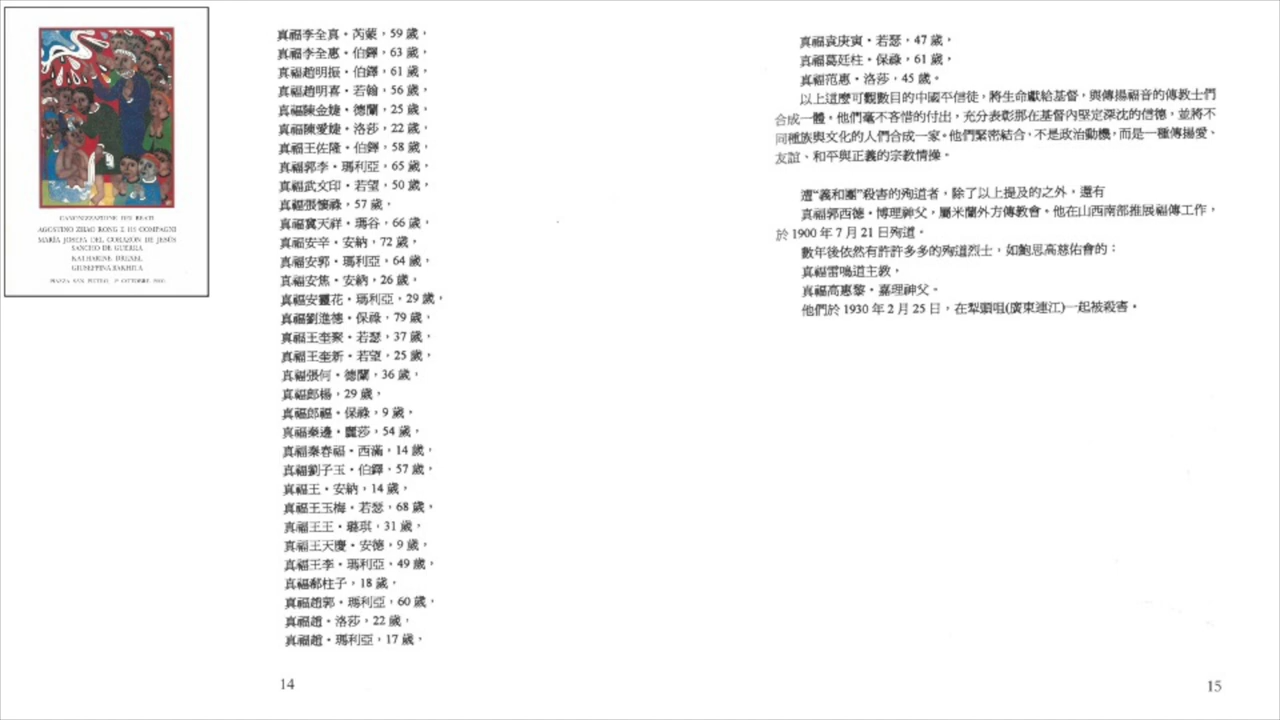 CANONIZZAZIONE DEI BEATI
AGOSTINO ZHAO RONG E 119 COMPAGNI
MARÍA JOSEFA DEL CORAZÓN DE JESÚS
SANCHO DE GUERRA
KATHARINE DREXEL
GIUSEPPINA BAKHITA
PIAZZA SAN PIETRO, 1º OTTOBRE 2000
真福李全真・芮蒙,59 歲,
真福李全惠・伯鐸,63 歲,
真福趙明振・伯鐸,61 歲,
真福趙明喜・若翰,56 歲,
真福陳金婕・德蘭,25 歲,
真福陳愛婕・洛莎,22 歲,
真福王佐隆・伯鐸,58 歲,
真福郭李・瑪利亞,65 歲,
真福武文印・若望,50 歲,
真福張懷祿,57 歲,
真福冀天祥・瑪谷,66 歲,
真福安辛・安納,72 歲,
真福安郭・瑪利亞,64 歲,
真福安焦・安納,26 歲,
真福安靈花・瑪利亞,29 歲,
真福劉進德・保祿,79 歲,
真福王奎聚・若瑟,37 歲,
真福王奎新・若望,25 歲,
真福張何・德蘭,36 歲,
真福郎楊,29 歲,
真福郎福・保祿,9 歲,
真福秦邊・麗莎,54 歲,
真福秦春福・西滿,14 歲,
真福劉子玉・伯鐸,57 歲,
真福王・安納,14 歲,
真福王玉梅・若瑟,68 歲,
真福王王・璐琪,31 歲,
真福王天慶・安德,9 歲,
真福王李・瑪利亞,49 歲,
真福郗柱子,18 歲,
真福趙郭・瑪利亞,60 歲,
真福趙・洛莎,22 歲,
真福趙・瑪利亞,17 歲,
14
真福袁庚寅・若瑟,47 歲,
真福葛廷柱・保祿,61 歲,
真福范惠・洛莎,45 歲。
以上這麼可觀數目的中國平信徒,將生命獻給基督,與傳揚福音的傳教士們
合成一體。他們毫不吝惜的付出,充分表彰那在基督內堅定深沈的信德,並將不
同種族與文化的人們合成一家。他們緊密結合,不是政治動機,而是一種傳揚愛、
友誼、和平與正義的宗教情操。
遭“義和團”殺害的殉道者,除了以上提及的之外,還有
真福郭西德・博理神父,屬米蘭外方傳教會。他在山西南部推展福傳工作,
於 1900 年 7 月 21 日殉道。
數年後依然有許許多多的殉道烈士,如鮑思高慈佑會的:
真福雷鳴道主教,
真福高惠黎・嘉理神父。
他們於 1930 年 2 月 25 日,在犁頭咀(廣東連江)一起被殺害。
15